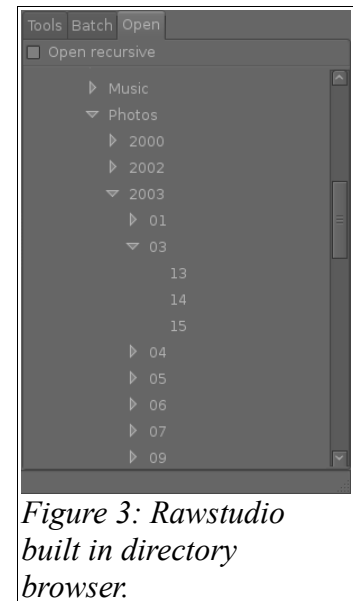 Tools Batch Open
Open recursive
Music
Photos
2000
2002
2003
01
03
13
14
15
04
05
06
07
09
Figure 3: Rawstudio
built in directory
browser.